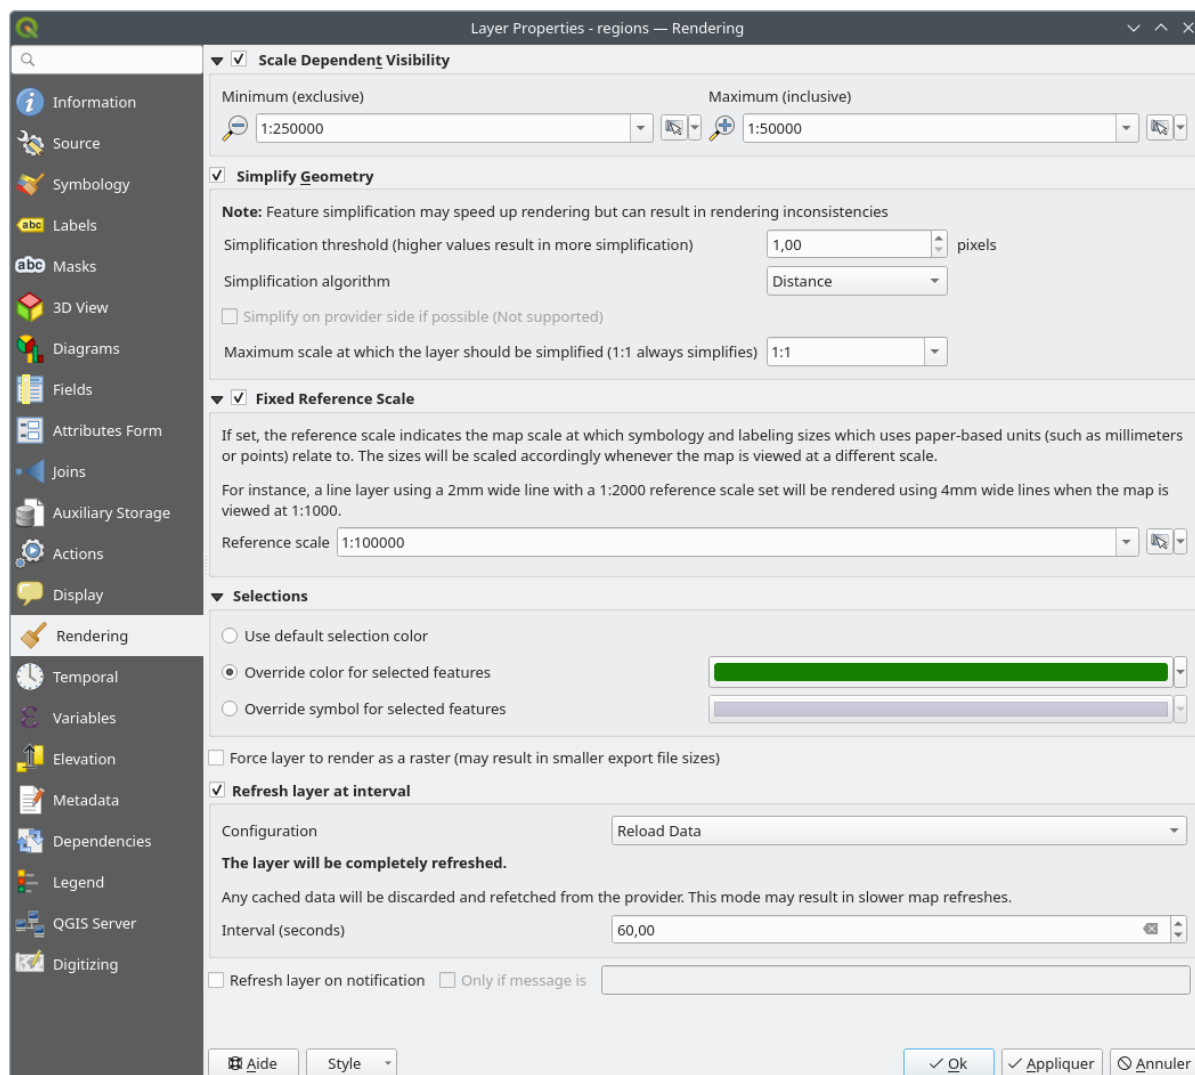 Layer Properties - regions — Rendering
Information
Source
Symbology
abc Labels
abc Masks
3D View
Diagrams
Fields
Attributes Form
Joins
Auxiliary Storage
Actions
Display
Rendering
Temporal
Variables
Elevation
Metadata
Dependencies
Legend
QGIS Server
Digitizing
Scale Dependent Visibility
Minimum (exclusive) Maximum (inclusive)
1:250000 1:50000
Simplify Geometry
Note: Feature simplification may speed up rendering but can result in rendering inconsistencies
Simplification threshold (higher values result in more simplification) 1,00 pixels
Simplification algorithm Distance
Simplify on provider side if possible (Not supported)
Maximum scale at which the layer should be simplified (1:1 always simplifies) 1:1
Fixed Reference Scale
If set, the reference scale indicates the map scale at which symbology and labeling sizes which uses paper-based units (such as millimeters
or points) relate to. The sizes will be scaled accordingly whenever the map is viewed at a different scale.
For instance, a line layer using a 2mm wide line with a 1:2000 reference scale set will be rendered using 4mm wide lines when the map is
viewed at 1:1000.
Reference scale 1:100000
Selections
Use default selection color
Override color for selected features
Override symbol for selected features
Force layer to render as a raster (may result in smaller export file sizes)
Refresh layer at interval
Configuration Reload Data
The layer will be completely refreshed.
Any cached data will be discarded and refetched from the provider. This mode may result in slower map refreshes.
Interval (seconds) 60,00
Refresh layer on notification Only if message is
Aide Style Ok Appliquer Annuler